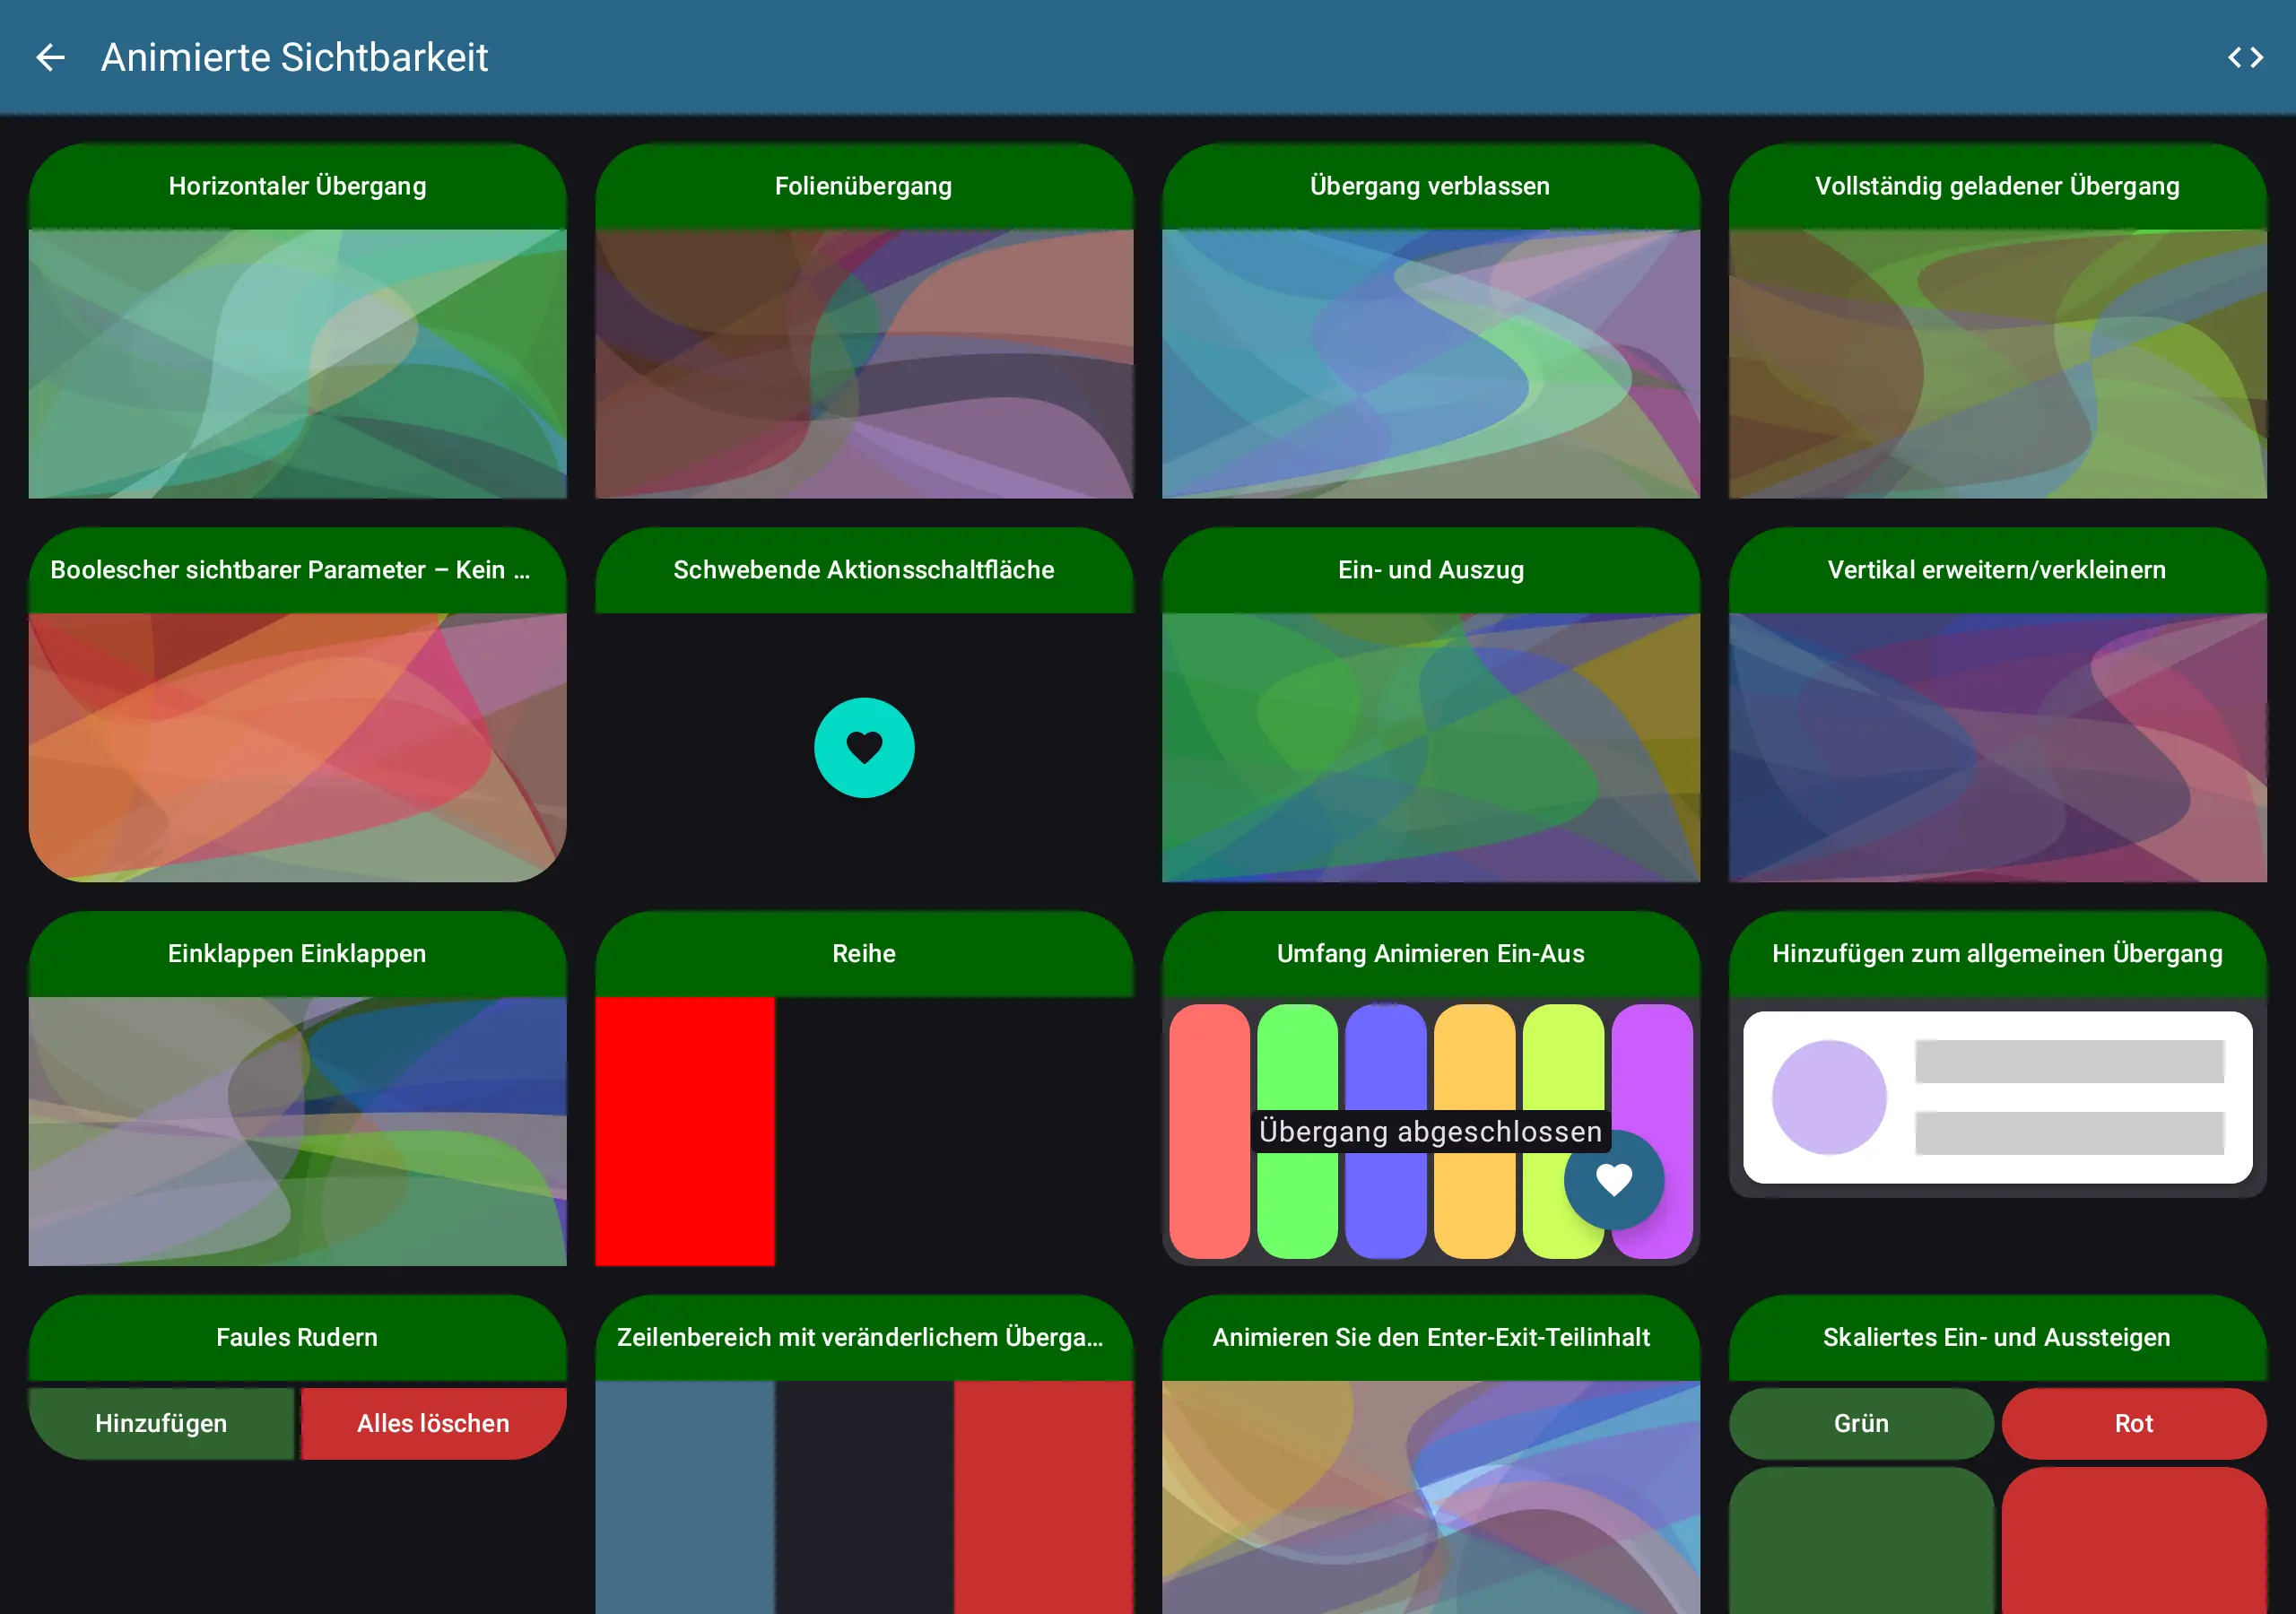 Animierte Sichtbarkeit
Horizontaler Übergang
Folienübergang
Übergang verblassen
Vollständig geladener Übergang
Boolescher sichtbarer Parameter – Kein ...
Schwebende Aktionsschaltfläche
Ein- und Auszug
Vertikal erweitern/verkleinern
Einklappen Einklappen
Reihe
Umfang Animieren Ein-Aus
Hinzufügen zum allgemeinen Übergang
Übergang abgeschlossen
Faules Rudern
Zeilenbereich mit veränderlichem Überga...
Animieren Sie den Enter-Exit-Teilinhalt
Skaliertes Ein- und Aussteigen
Hinzufügen
Alles löschen
Grün
Rot